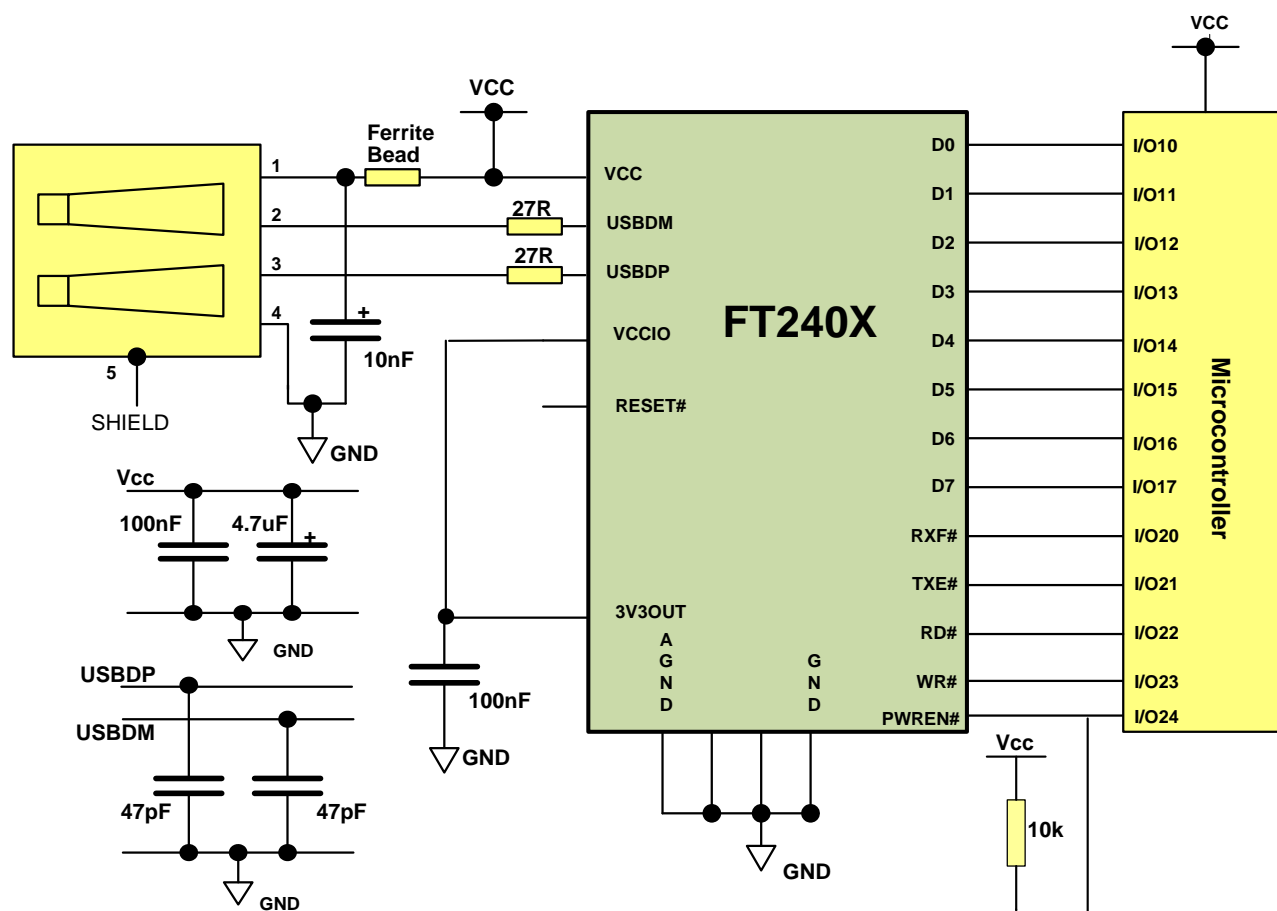 VCC
VCC
Ferrite
Bead
1
2
3
4
5
SHIELD
27R
27R
+
10nF
GND
VCC
USBDM
USBDP
VCCIO
RESET#
3V3OUT
AGND
GND
FT240X
D0
D1
D2
D3
D4
D5
D6
D7
RXF#
TXE#
RD#
WR#
PWREN#
I/O10
I/O11
I/O12
I/O13
I/O14
I/O15
I/O16
I/O17
I/O20
I/O21
I/O22
I/O23
I/O24
Microcontroller
Vcc
100nF
4.7uF
+
GND
USBDP
USBDM
47pF
47pF
GND
100nF
GND
GND
Vcc
10k